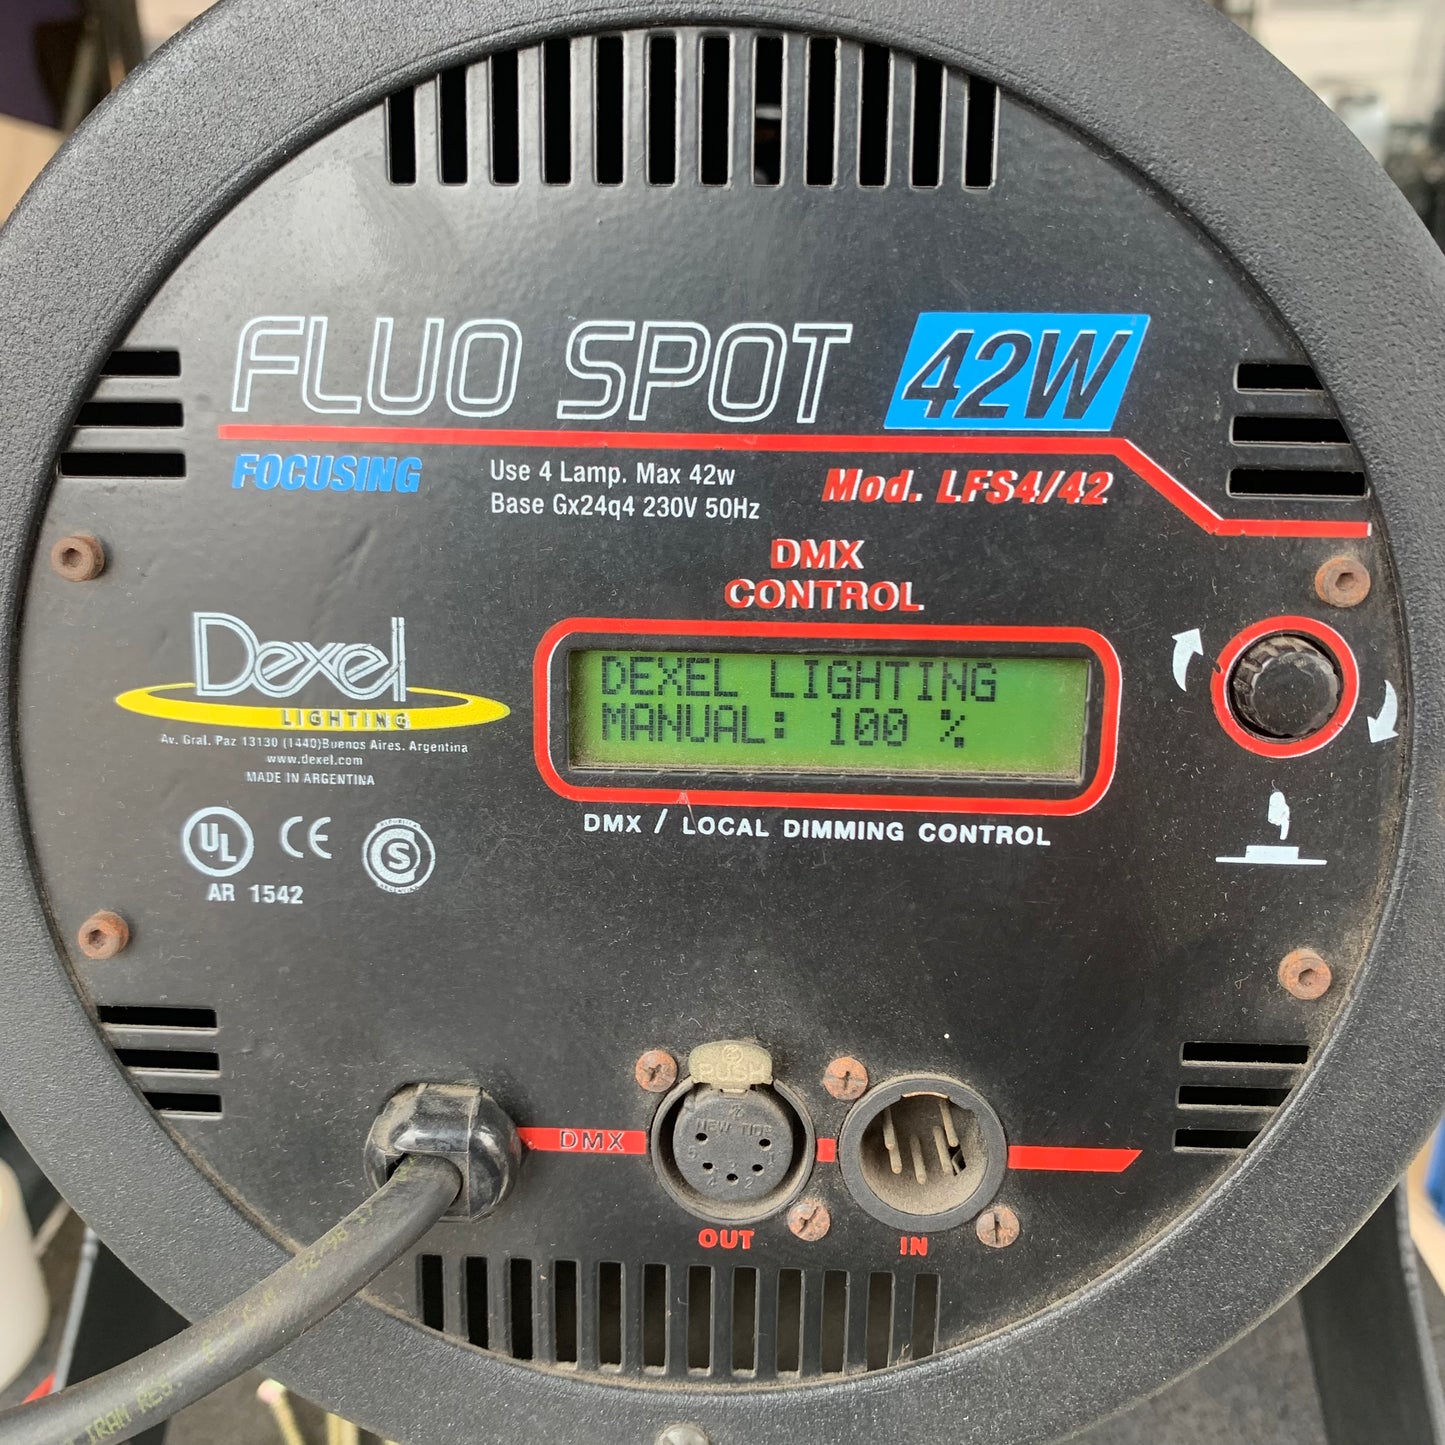 FLUO SPOT 42W
FOCUSING
Use 4 Lamp. Max 42w
Base Gx24q4 230V 50Hz
Mod. LFS4/42
DMX
CONTROL
DEXEL LIGHTING
MANUAL: 100 %
DMX / LOCAL DIMMING CONTROL
Dexel
LIGHTING
Av. Gral. Paz 13130 (1440)Buenos Aires. Argentina
www.dexel.com
MADE IN ARGENTINA
UL
CE
S
AR 1542
PUSH
DMX
OUT
IN